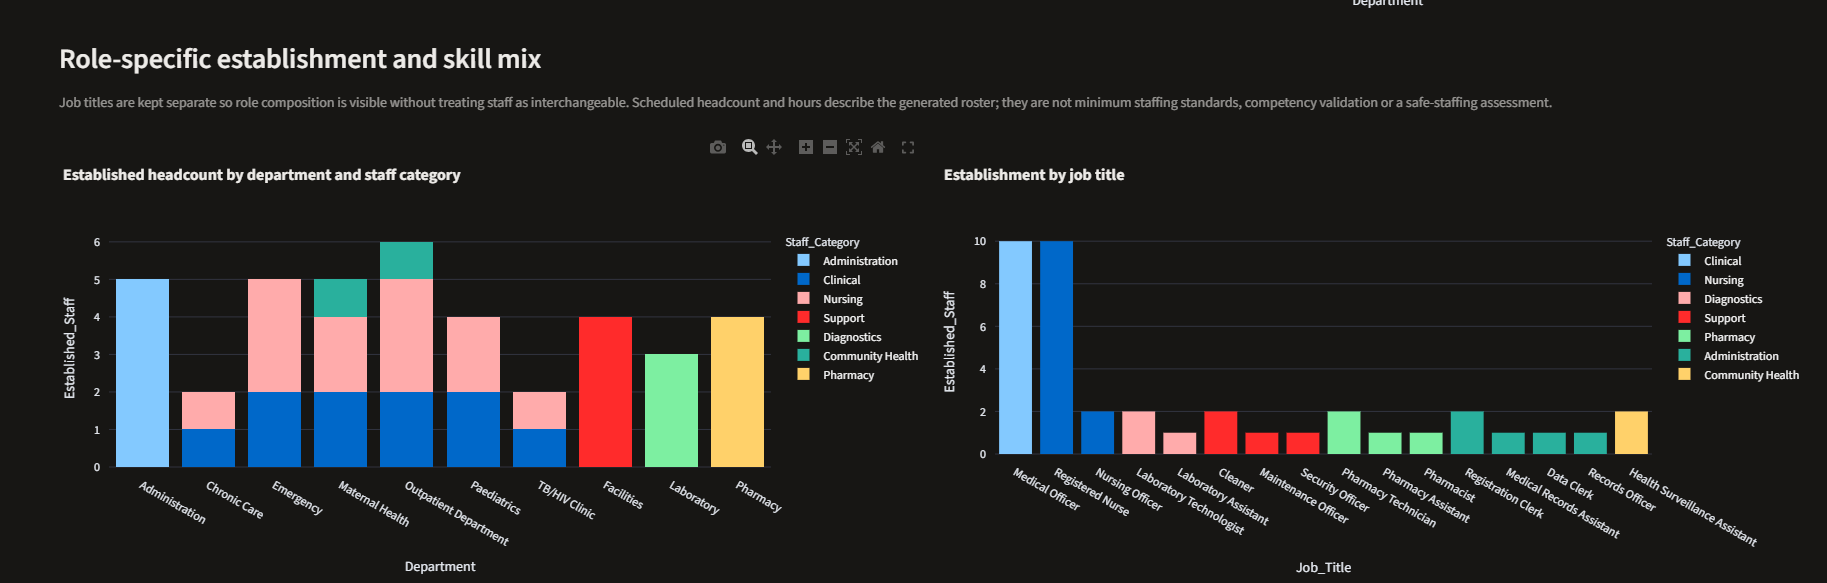 Department
Role-specific establishment and skill mix
Job titles are kept separate so role composition is visible without treating staff as interchangeable. Scheduled headcount and hours describe the generated roster; they are not minimum staffing standards, competency validation or a safe-staffing assessment.
Established headcount by department and staff category
Established_Staff
6
5
4
3
2
1
0
Administration
Chronic Care
Emergency
Maternal Health
Outpatient Department
Paediatrics
TB/HIV Clinic
Facilities
Laboratory
Pharmacy
Department
Staff_Category
Administration
Clinical
Nursing
Support
Diagnostics
Community Health
Pharmacy
Establishment by job title
Established_Staff
10
8
6
4
2
0
Medical Officer
Registered Nurse
Nursing Officer
Laboratory Technologist
Laboratory Assistant
Cleaner
Maintenance Officer
Security Officer
Pharmacy Technician
Pharmacy Assistant
Pharmacist
Registration Clerk
Medical Records Assistant
Data Clerk
Records Officer
Health Surveillance Assistant
Job_Title
Staff_Category
Clinical
Nursing
Diagnostics
Support
Pharmacy
Administration
Community Health